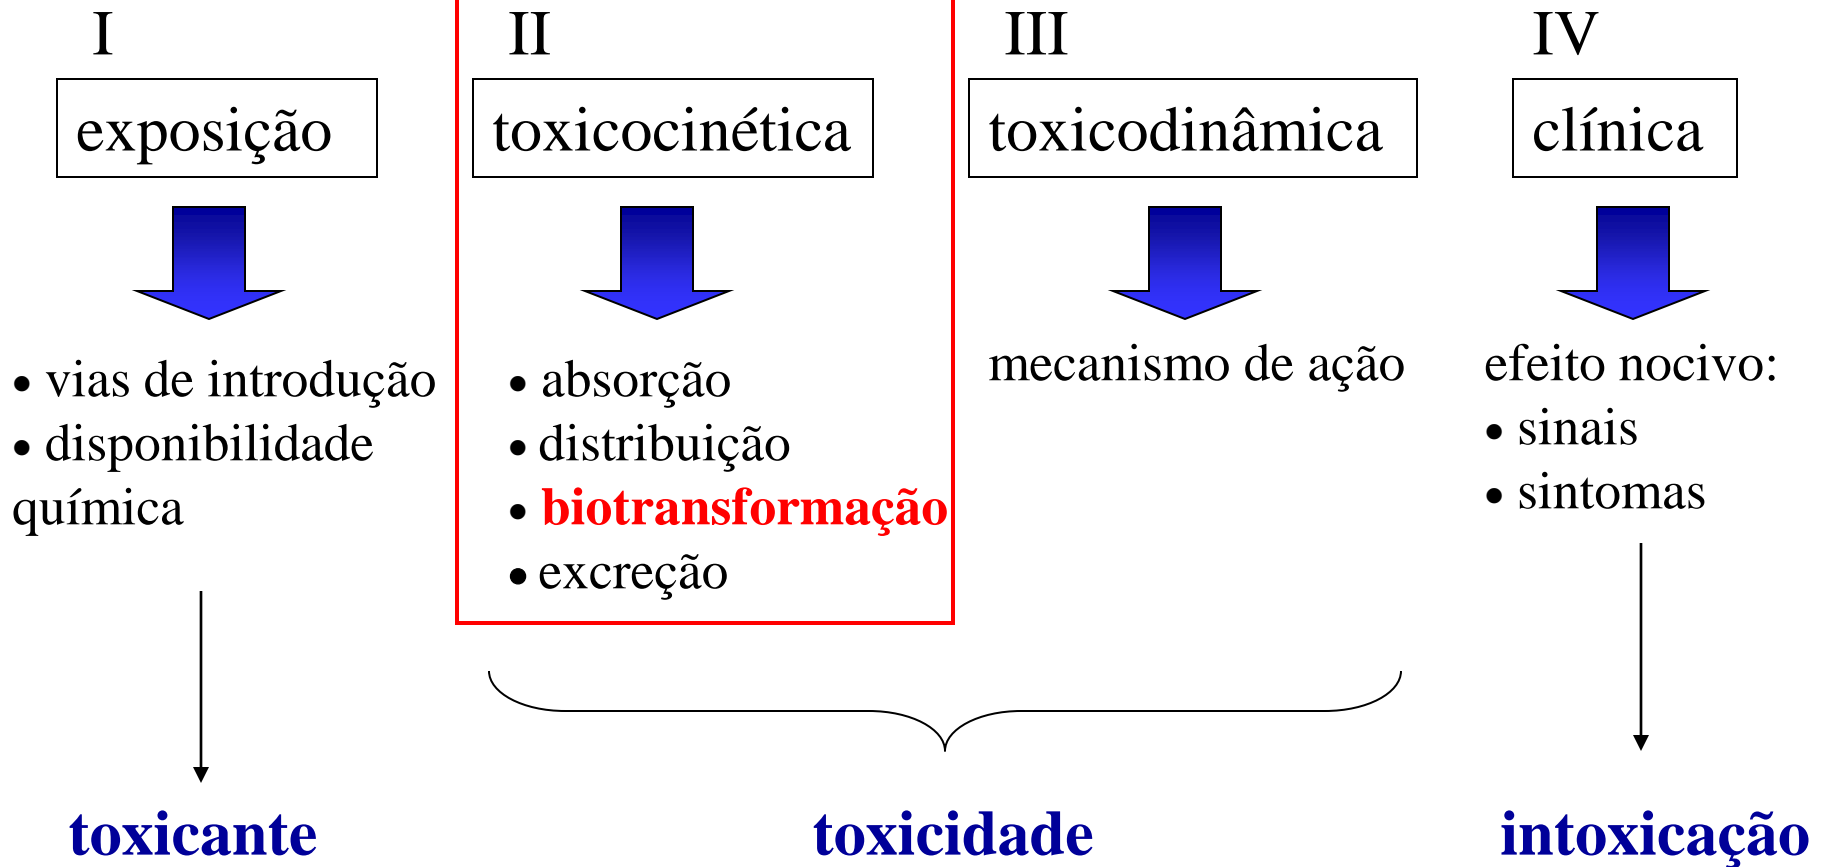 I
exposição
• vias de introdução
• disponibilidade
química
toxicante
II
toxicocinética
• absorção
• distribuição
• biotransformação
• excreção
III
toxicodinâmica
mecanismo de ação
toxicidade
IV
clínica
efeito nocivo:
• sinais
• sintomas
intoxicação